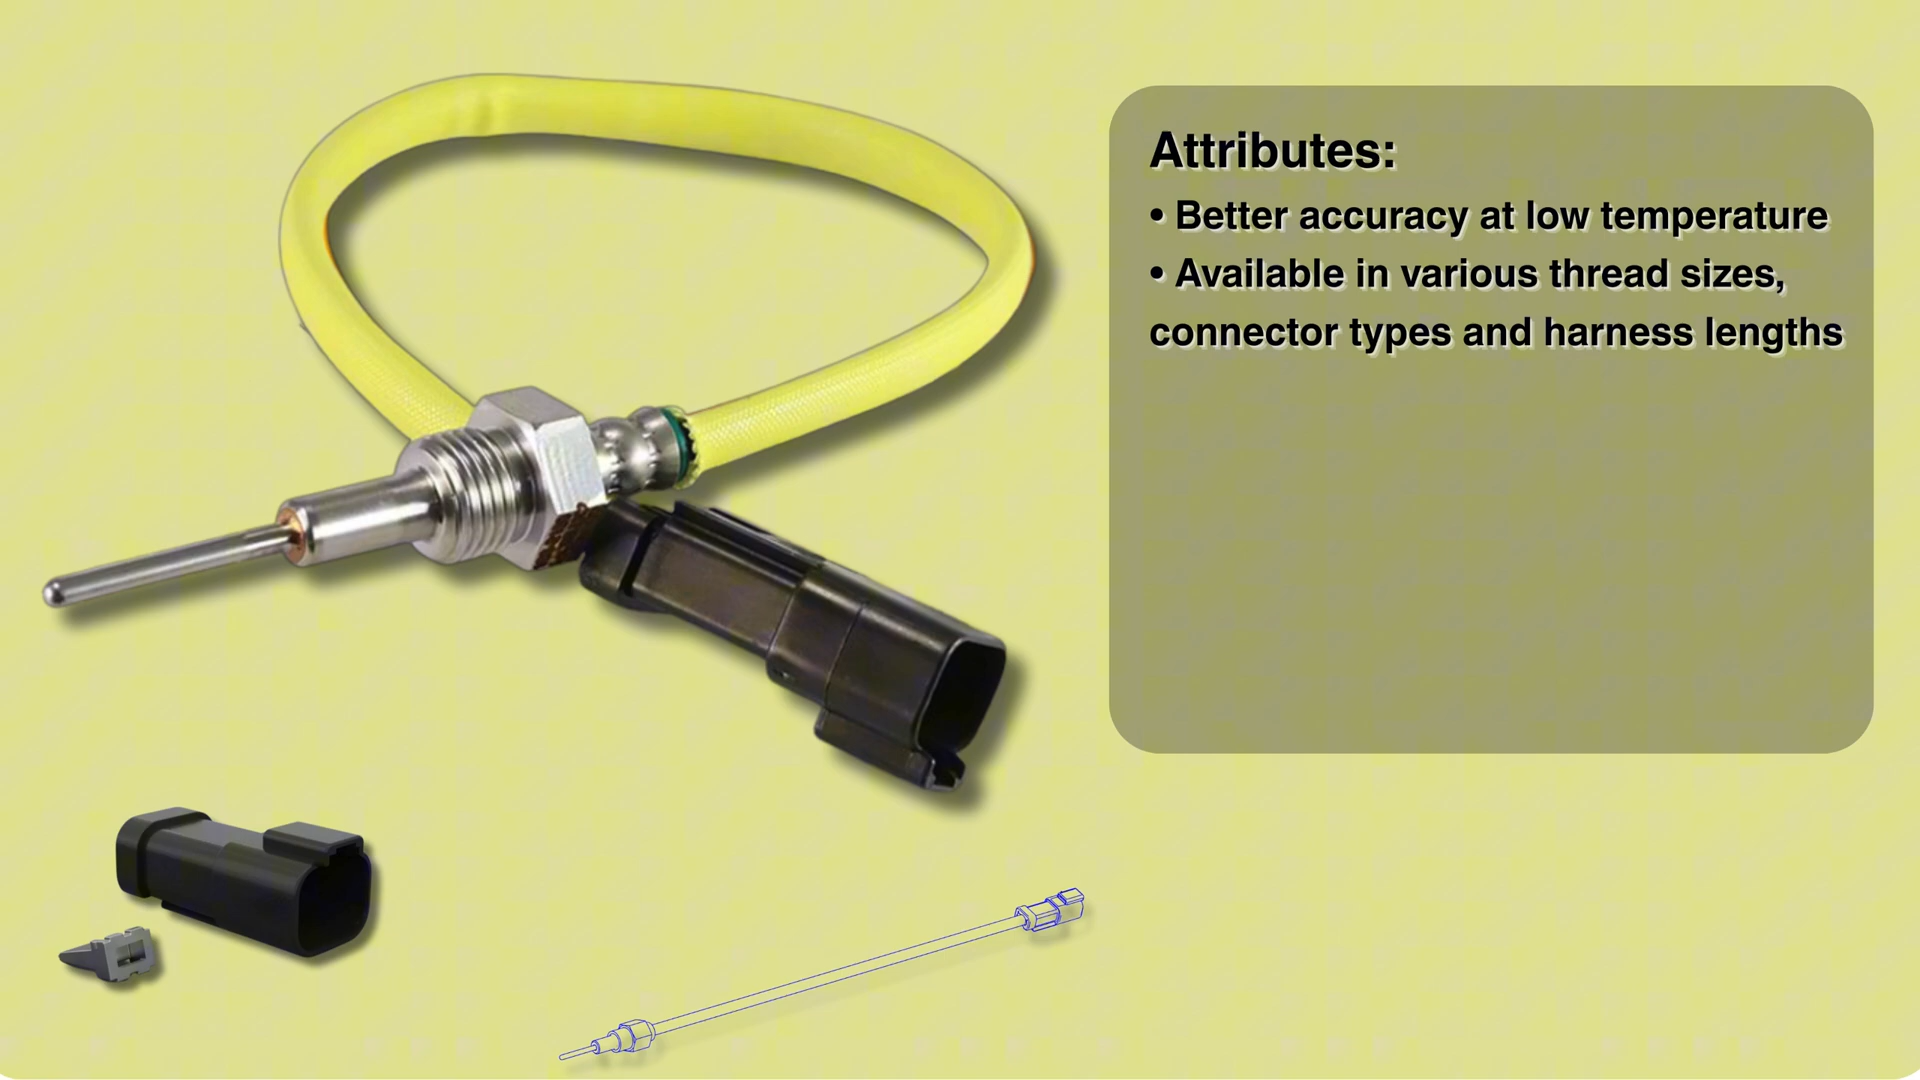 Attributes:
• Better accuracy at low temperature
• Available in various thread sizes,
connector types and harness lengths